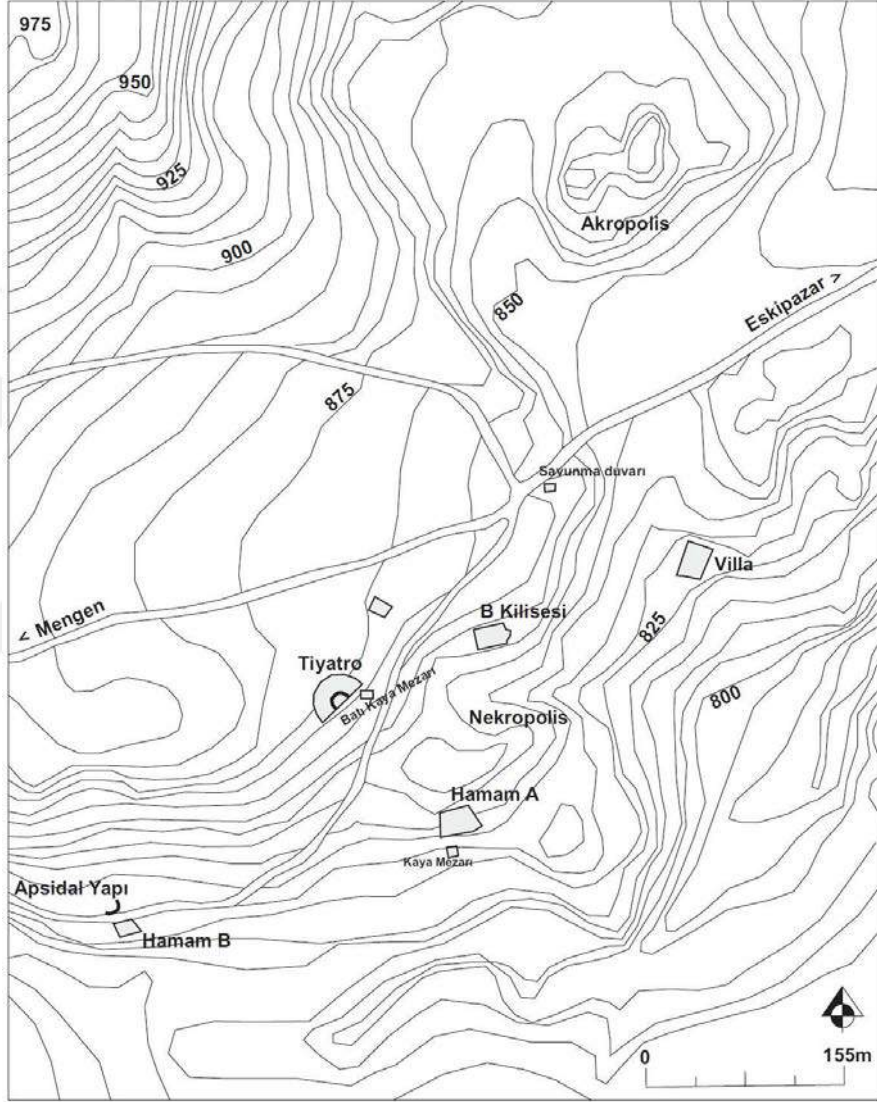 975
950
925
900
Akropolis
850
Eskipazar >
875
Savunma duvarı
Villa
B Kilisesi
< Mengen
825
Tiyatro
Batı Kaya Mezarı
800
Nekropolis
Hamam A
Kaya Mezarı
Apsidal Yapı
Hamam B
0 155m